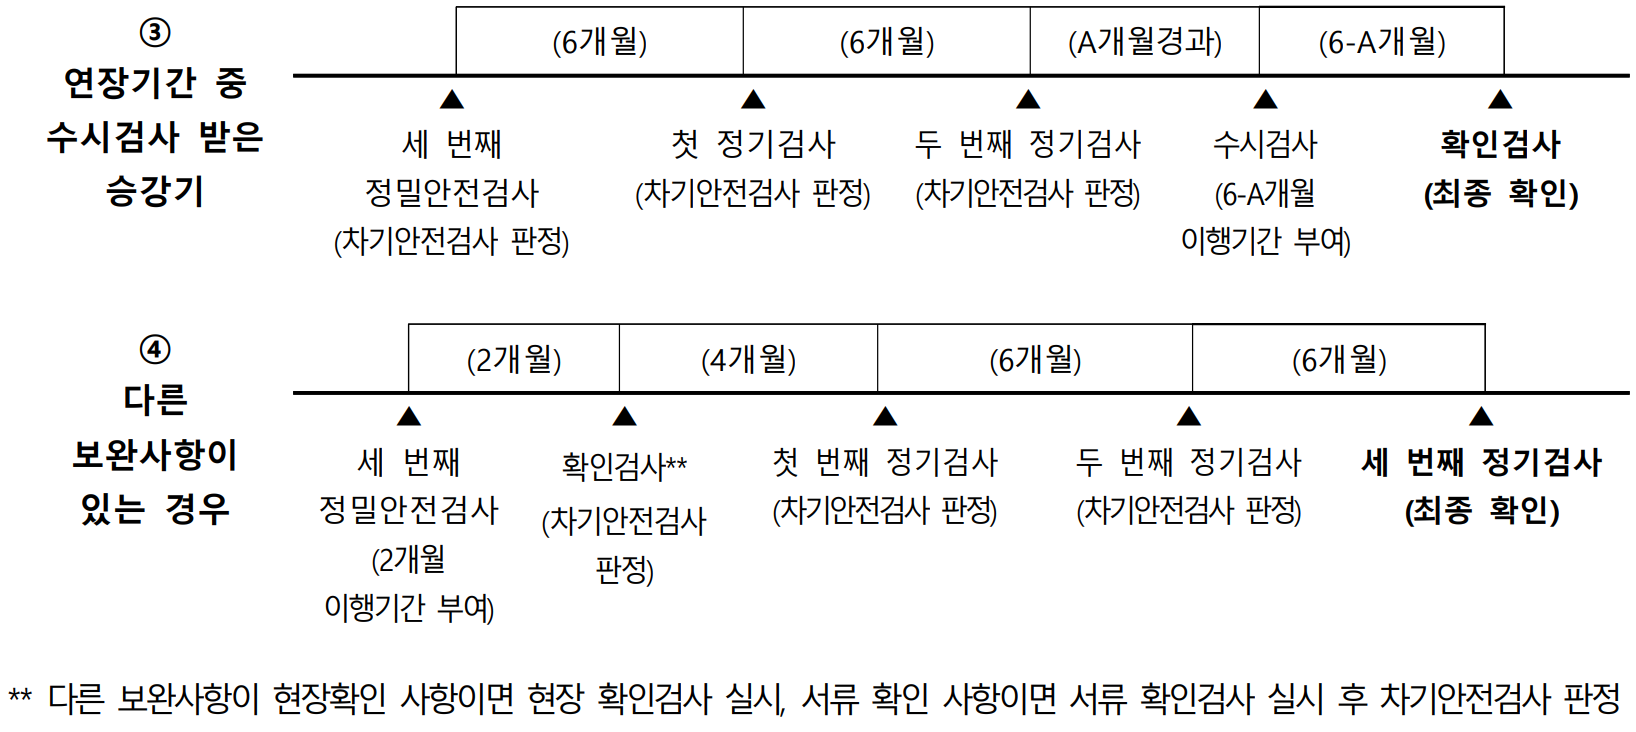 ③
연장기간 중
수시검사 받은
승강기
(6개월) (6개월) (A개월경과) (6-A개월)
▲ ▲ ▲ ▲ ▲
세 번째 첫 정기검사 두 번째 정기검사 수시검사 확인검사
정밀안전검사 (차기안전검사 판정) (차기안전검사 판정) (6-A개월 (최종 확인)
(차기안전검사 판정) 이행기간 부여)
④
다른
보완사항이
있는 경우
(2개월) (4개월) (6개월) (6개월)
▲ ▲ ▲ ▲ ▲
세 번째 확인검사** 첫 번째 정기검사 두 번째 정기검사 세 번째 정기검사
정밀안전검사 (차기안전검사 (차기안전검사 판정) (차기안전검사 판정) (최종 확인)
(2개월 판정)
이행기간 부여)
** 다른 보완사항이 현장확인 사항이면 현장 확인검사 실시, 서류 확인 사항이면 서류 확인검사 실시 후 차기안전검사 판정